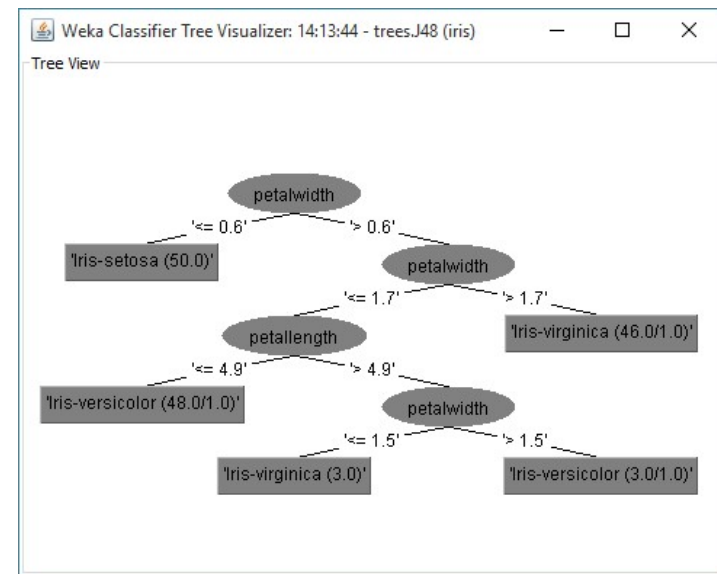 Weka Classifier Tree Visualizer: 14:13:44 - trees.J48 (iris)
Tree View
petalwidth
'<= 0.6' '> 0.6'
'Iris-setosa (50.0)'
petalwidth
'<= 1.7' '> 1.7'
petallength
'Iris-virginica (46.0/1.0)'
'<= 4.9' '> 4.9'
'Iris-versicolor (48.0/1.0)'
petalwidth
'<= 1.5' '> 1.5'
'Iris-virginica (3.0)' 'Iris-versicolor (3.0/1.0)'